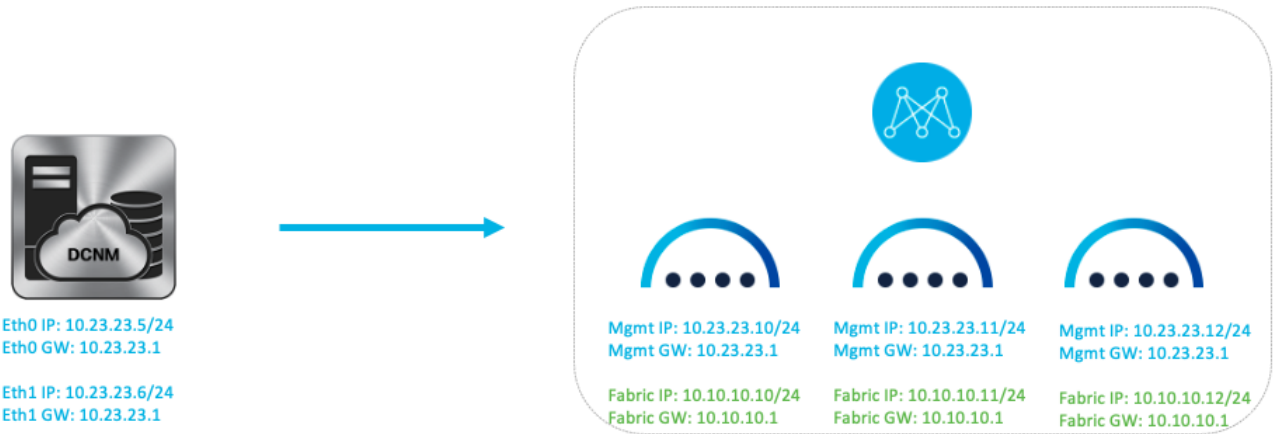 DCNM
Eth0 IP: 10.23.23.5/24
Eth0 GW: 10.23.23.1
Eth1 IP: 10.23.23.6/24
Eth1 GW: 10.23.23.1
Mgmt IP: 10.23.23.10/24
Mgmt GW: 10.23.23.1
Fabric IP: 10.10.10.10/24
Fabric GW: 10.10.10.1
Mgmt IP: 10.23.23.11/24
Mgmt GW: 10.23.23.1
Fabric IP: 10.10.10.11/24
Fabric GW: 10.10.10.1
Mgmt IP: 10.23.23.12/24
Mgmt GW: 10.23.23.1
Fabric IP: 10.10.10.12/24
Fabric GW: 10.10.10.1